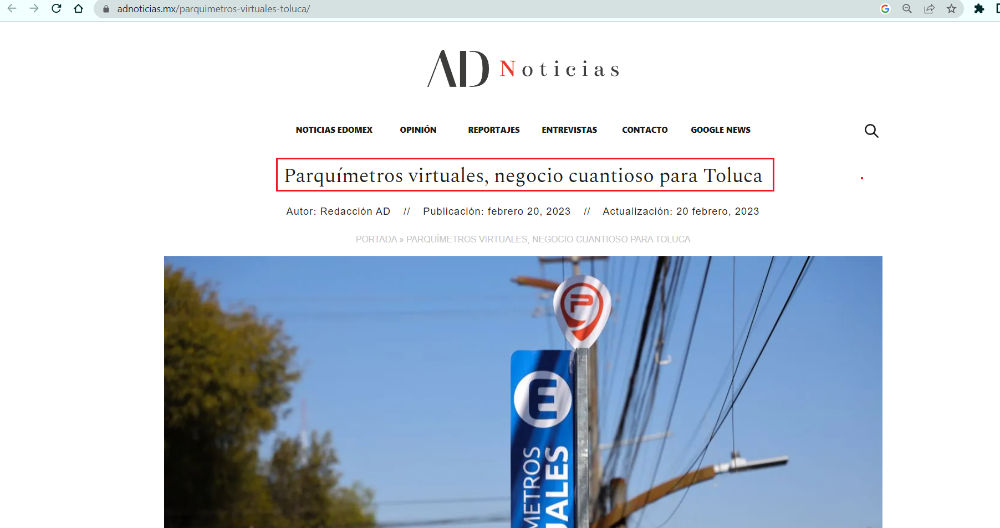 adnoticias.mx/parquimetros-virtuales-toluca/
AD Noticias
NOTICIAS EDOMEX OPINIÓN REPORTAJES ENTREVISTAS CONTACTO GOOGLE NEWS
Parquímetros virtuales, negocio cuantioso para Toluca
Autor: Redacción AD // Publicación: febrero 20, 2023 // Actualización: 20 febrero, 2023
PORTADA » PARQUÍMETROS VIRTUALES, NEGOCIO CUANTIOSO PARA TOLUCA
P
METROS
UALES